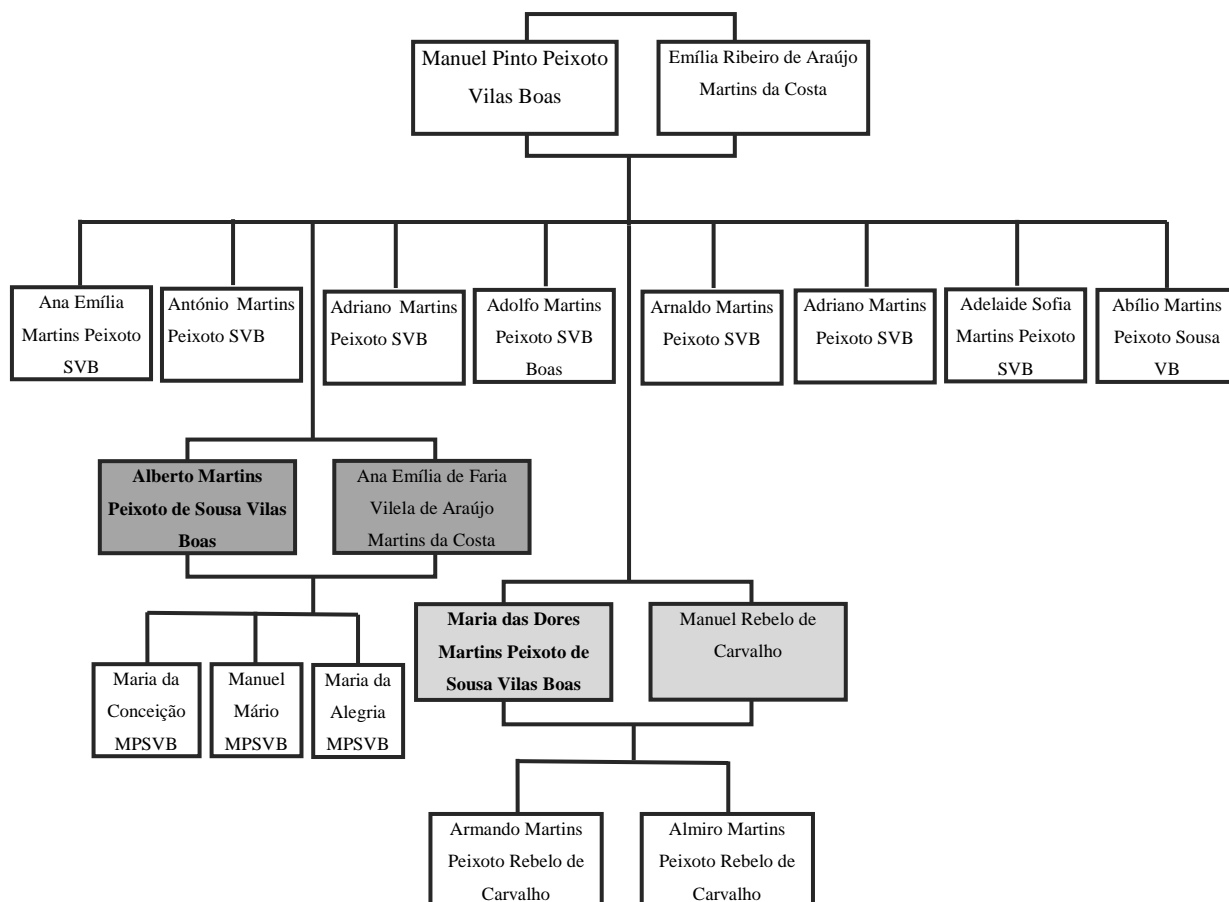 Manuel Pinto Peixoto
Vilas Boas
Emília Ribeiro de Araújo
Martins da Costa
Ana Emília
Martins Peixoto
SVB
António Martins
Peixoto SVB
Adriano Martins
Peixoto SVB
Adolfo Martins
Peixoto SVB
Boas
Arnaldo Martins
Peixoto SVB
Adriano Martins
Peixoto SVB
Adelaide Sofia
Martins Peixoto
SVB
Abílio Martins
Peixoto Sousa
VB
Alberto Martins
Peixoto de Sousa Vilas
Boas
Ana Emília de Faria
Vilela de Araújo
Martins da Costa
Maria das Dores
Martins Peixoto de
Sousa Vilas Boas
Manuel Rebelo de
Carvalho
Maria da
Conceição
MPSVB
Manuel
Mário
MPSVB
Maria da
Alegria
MPSVB
Armando Martins
Peixoto Rebelo de
Carvalho
Almiro Martins
Peixoto Rebelo de
Carvalho